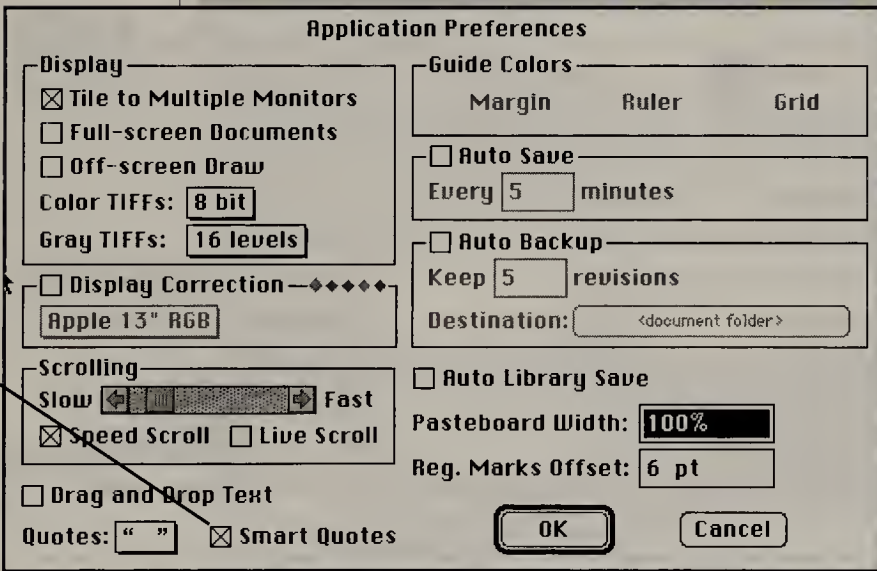 Application Preferences
Display
Tile to Multiple Monitors
Full-screen Documents
Off-screen Draw
Color TIFFs: 8 bit
Gray TIFFs: 16 levels
Display Correction
Apple 13" RGB
Scrolling
Slow Fast
Speed Scroll Live Scroll
Drag and Drop Text
Quotes: “ ” Smart Quotes
Guide Colors
Margin Ruler Grid
Auto Save
Every 5 minutes
Auto Backup
Keep 5 revisions
Destination: <document folder>
Auto Library Save
Pasteboard Width: 100%
Reg. Marks Offset: 6 pt
OK Cancel